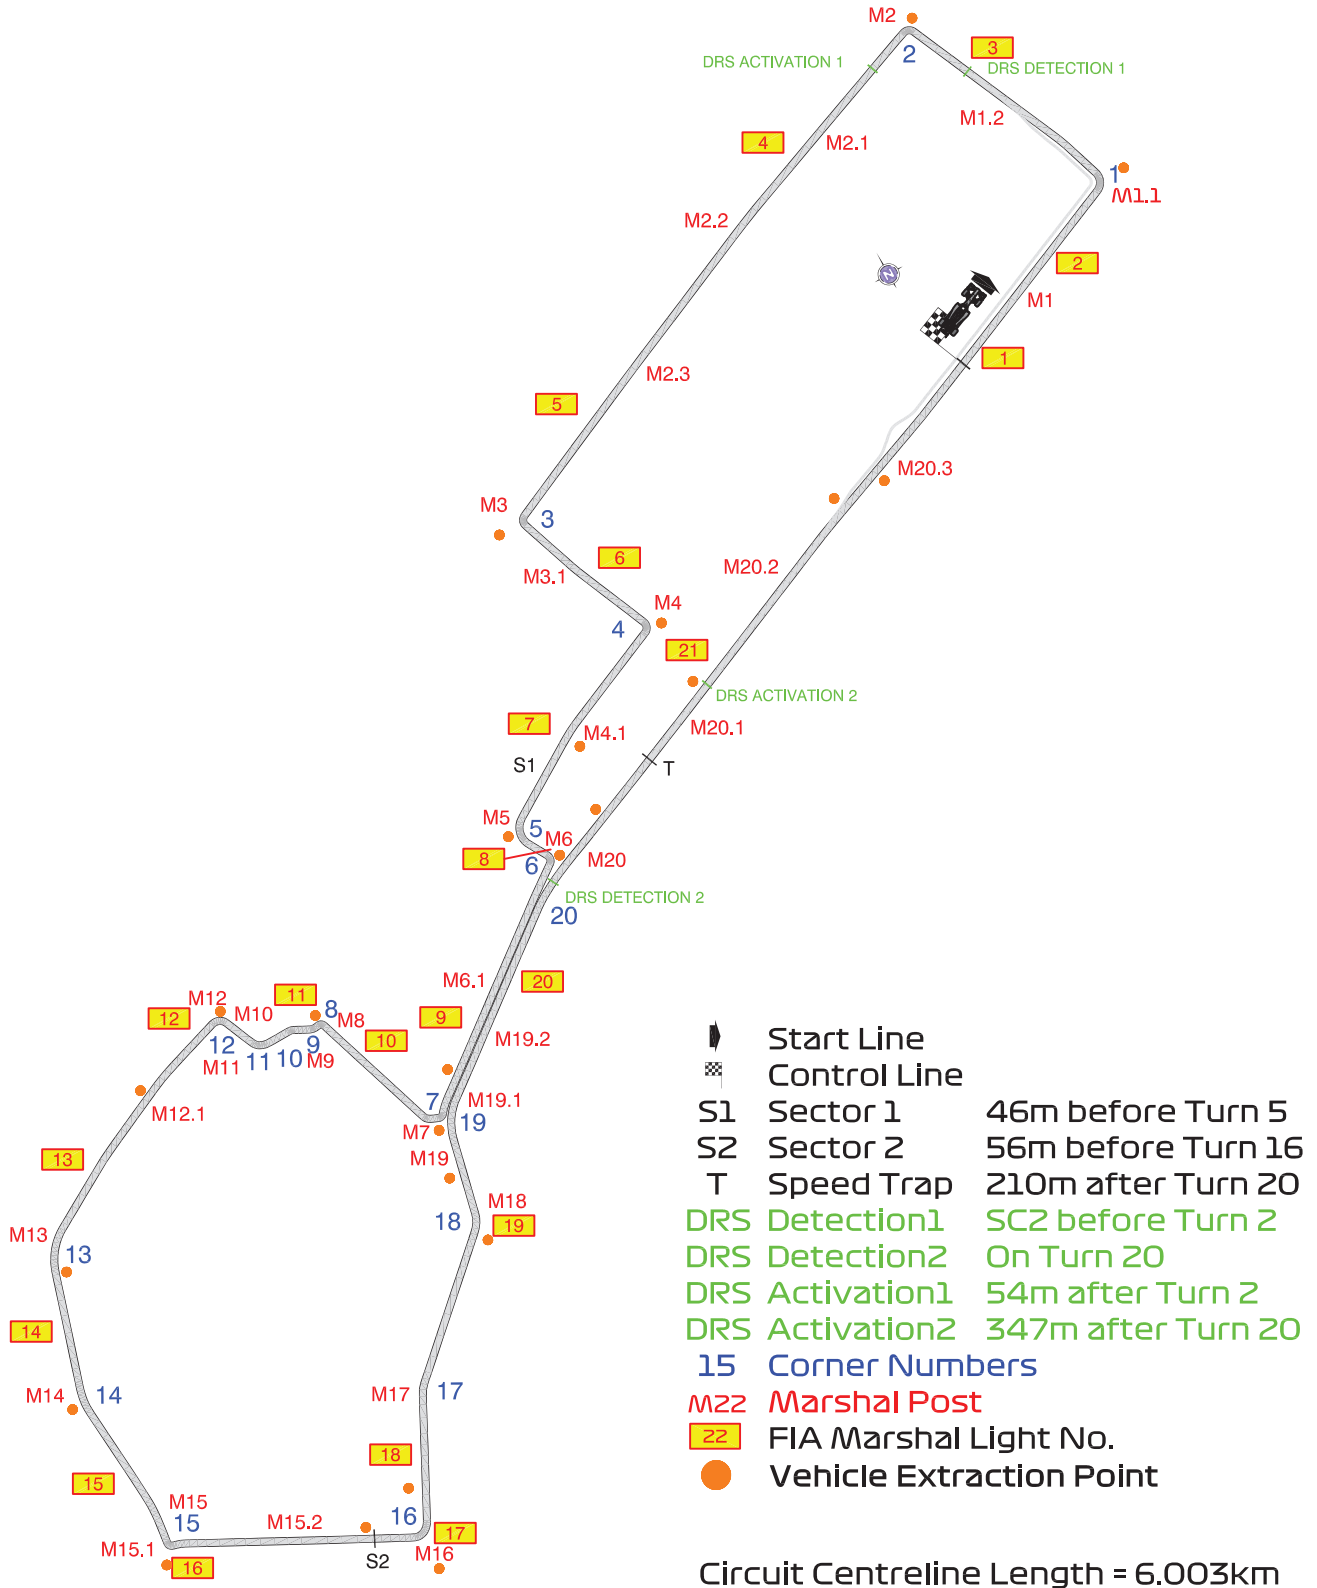 M2
2
3
DRS ACTIVATION 1
DRS DETECTION 1
M1.2
4
M2.1
1
M1.1
M2.2
2
N
M1
1
M2.3
5
M20.3
M3
3
6
M3.1
M20.2
M4
4
21
DRS ACTIVATION 2
7
M4.1
M20.1
S1
T
M5
5
M6
8
6
M20
DRS DETECTION 2
20
M6.1
20
11
M12
M10
8
M8
12
9
10
M19.2
12
11
10
9
M11
M9
M12.1
7
M19.1
M7
19
13
M19
M18
18
19
M13
13
14
M14
14
M17
17
18
15
M15
15
M15.2
16
17
M15.1
16
S2
M16
Start Line
Control Line
S1 Sector 1 46m before Turn 5
S2 Sector 2 56m before Turn 16
T Speed Trap 210m after Turn 20
DRS Detection1 SC2 before Turn 2
DRS Detection2 On Turn 20
DRS Activation1 54m after Turn 2
DRS Activation2 347m after Turn 20
15 Corner Numbers
M22 Marshal Post
22 FIA Marshal Light No.
Vehicle Extraction Point
Circuit Centreline Length = 6.003km